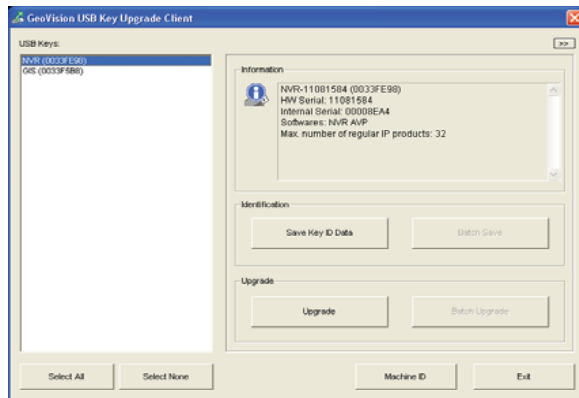 GeoVision USB Key Upgrade Client
USB Keys:
>>
NVR (0033FE98)
GIS (0033F5B8)
Information
NVR-11081584 (0033FE98)
HW Serial: 11081584
Internal Serial: 00008EA4
Softwares: NVR AVP
Max. number of regular IP products: 32
Identification
Save Key ID Data
Batch Save
Upgrade
Upgrade
Batch Upgrade
Select All
Select None
Machine ID
Exit